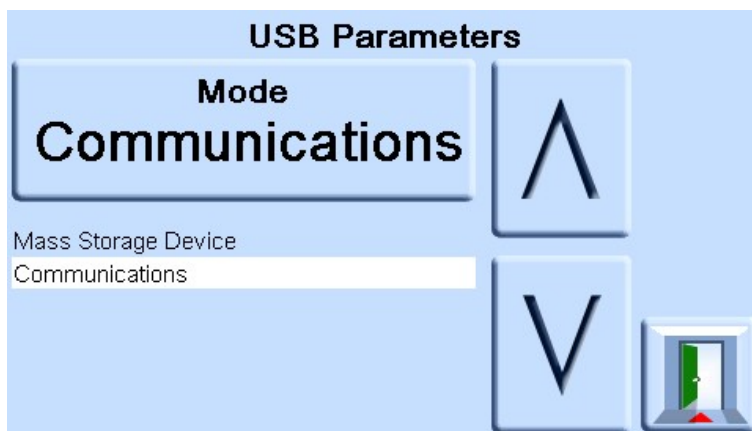 USB Parameters
Mode
Communications
Mass Storage Device
Communications